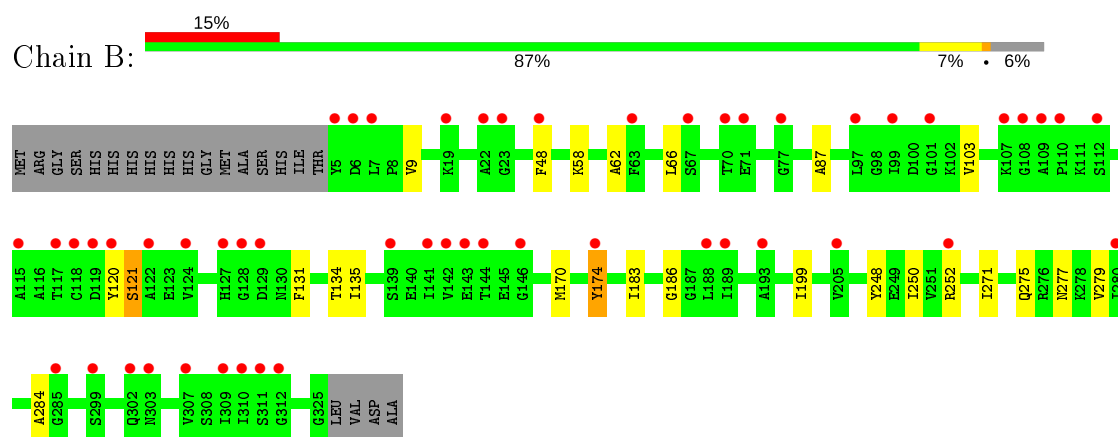 15%
Chain B:
87% 7% • 6%
MET ARG GLY SER HIS HIS HIS HIS HIS HIS GLY MET ALA SER HIS ILE THR Y5 D6 L7 P8 V9 K19 A22 G23 F48 K58 A62 F63 L66 S67 T70 E71 G77 A87 L97 G98 I99 D100 G101 K102 V103 K107 G108 A109 P110 K111 S112
A115 A116 T117 C118 D119 Y120 S121 A122 E123 V124 H127 G128 D129 N130 F131 T134 I135 S139 E140 I141 V142 E143 T144 E145 G146 M170 Y174 I183 G186 G187 L188 I189 A193 I199 V205 Y248 E249 I250 V251 R252 I271 Q275 R276 N277 K278 V279 I280
A284 G285 S299 Q302 N303 V307 S308 I309 I310 S311 G312 G325 LEU VAL ASP ALA